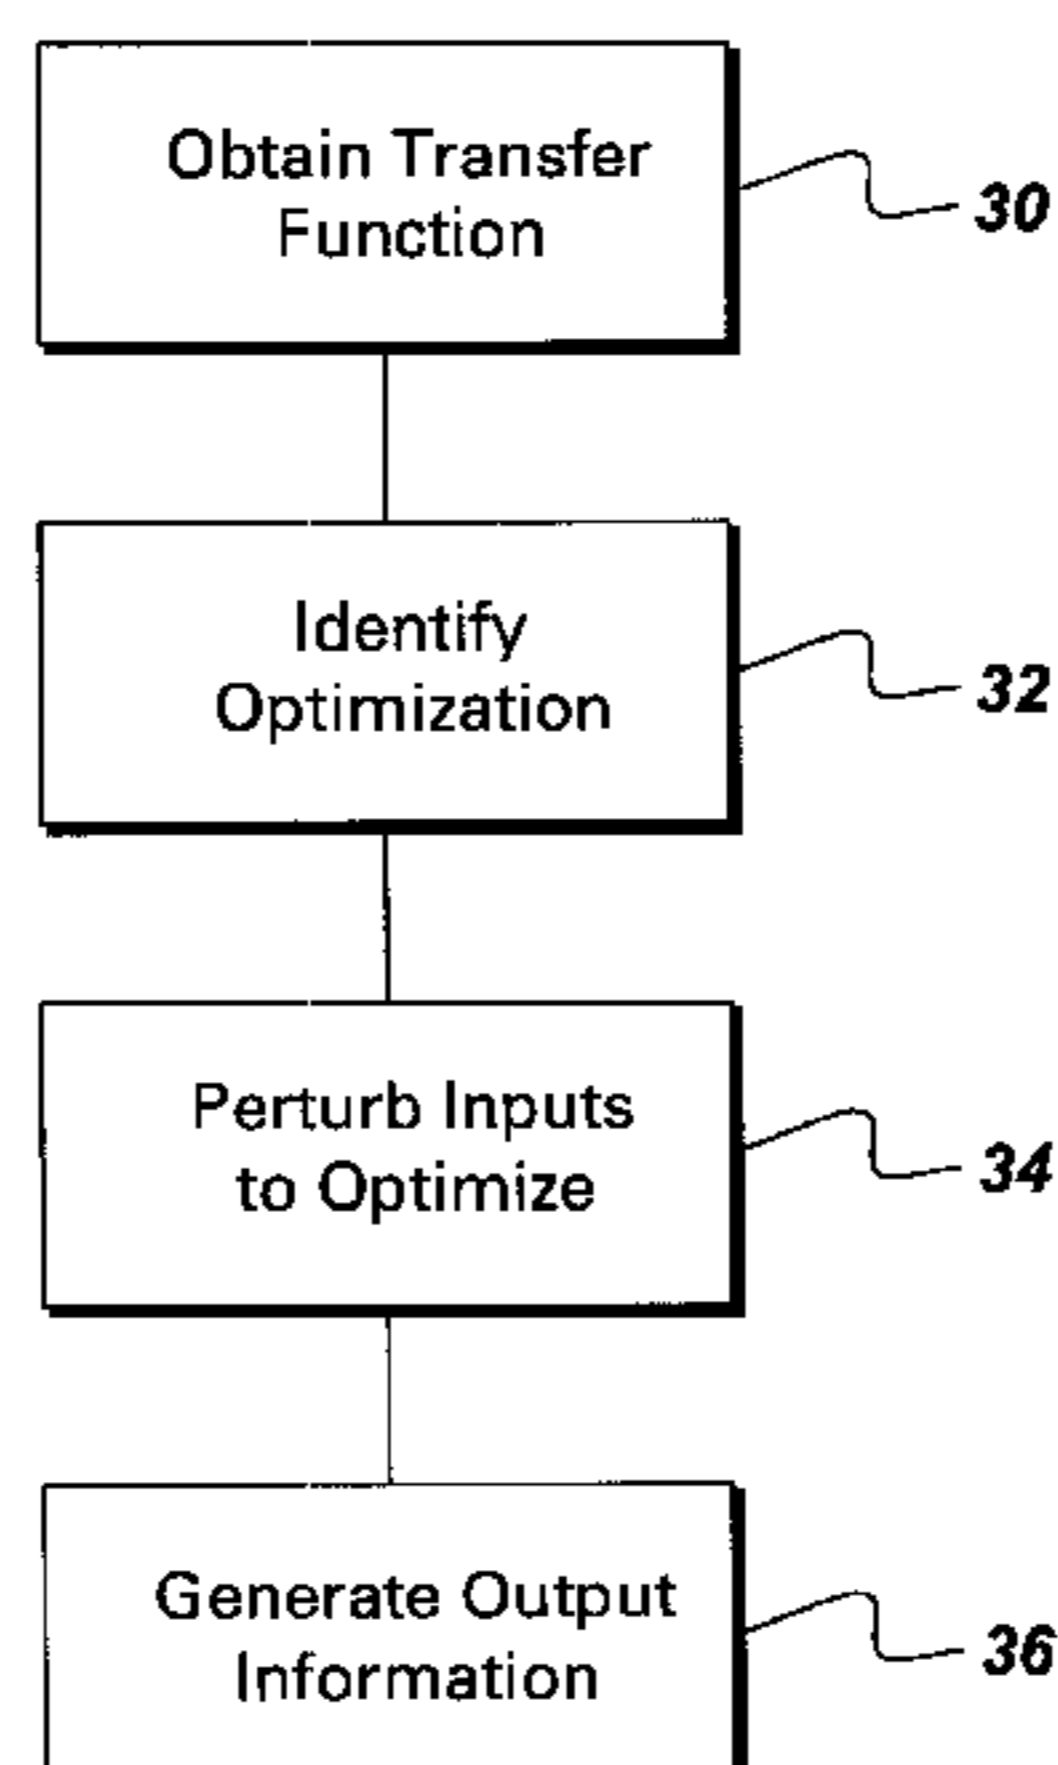 Obtain Transfer
Function
30
Identify
Optimization
32
Perturb Inputs
to Optimize
34
Generate Output
Information
36